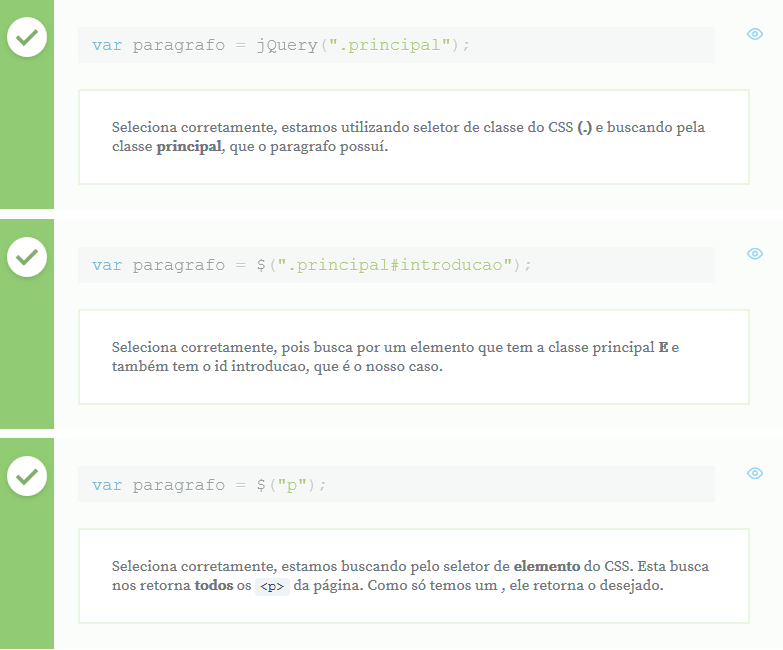 var paragrafo = jQuery(".principal");
Seleciona corretamente, estamos utilizando seletor de classe do CSS (.) e buscando pela
classe principal, que o paragrafo possuí.
var paragrafo = $(".principal#introducao");
Seleciona corretamente, pois busca por um elemento que tem a classe principal E e
também tem o id introducao, que é o nosso caso.
var paragrafo = $("p");
Seleciona corretamente, estamos buscando pelo seletor de elemento do CSS. Esta busca
nos retorna todos os <p> da página. Como só temos um , ele retorna o desejado.